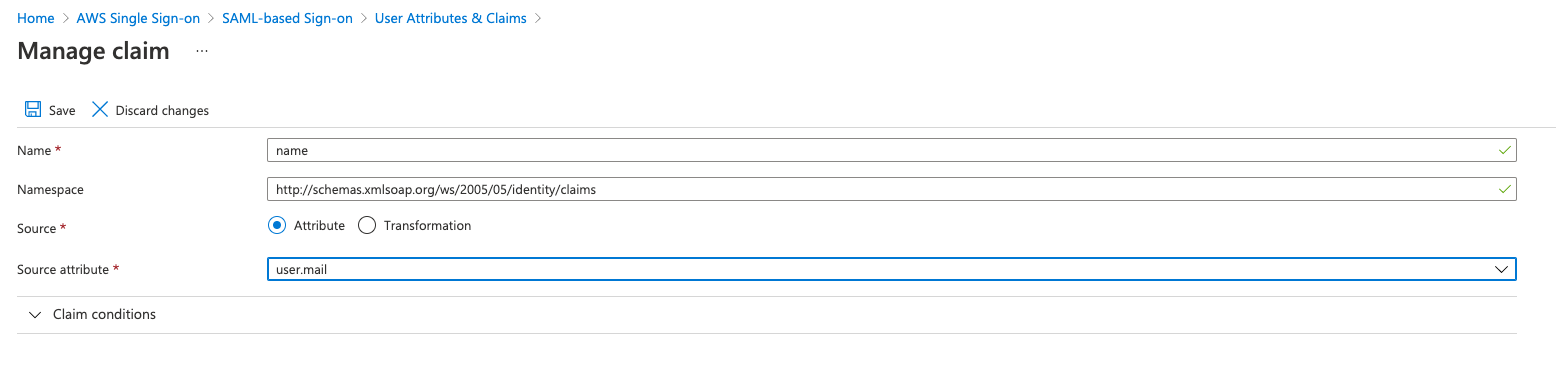 Home > AWS Single Sign-on > SAML-based Sign-on > User Attributes & Claims >
Manage claim ...
Save Discard changes
Name * name
Namespace http://schemas.xmlsoap.org/ws/2005/05/identity/claims
Source * Attribute Transformation
Source attribute * user.mail
Claim conditions